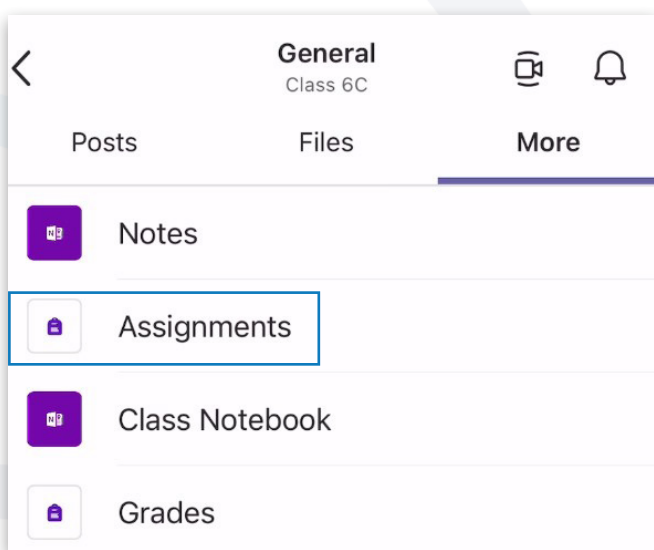 General
Class 6C
Posts Files More
Notes
Assignments
Class Notebook
Grades